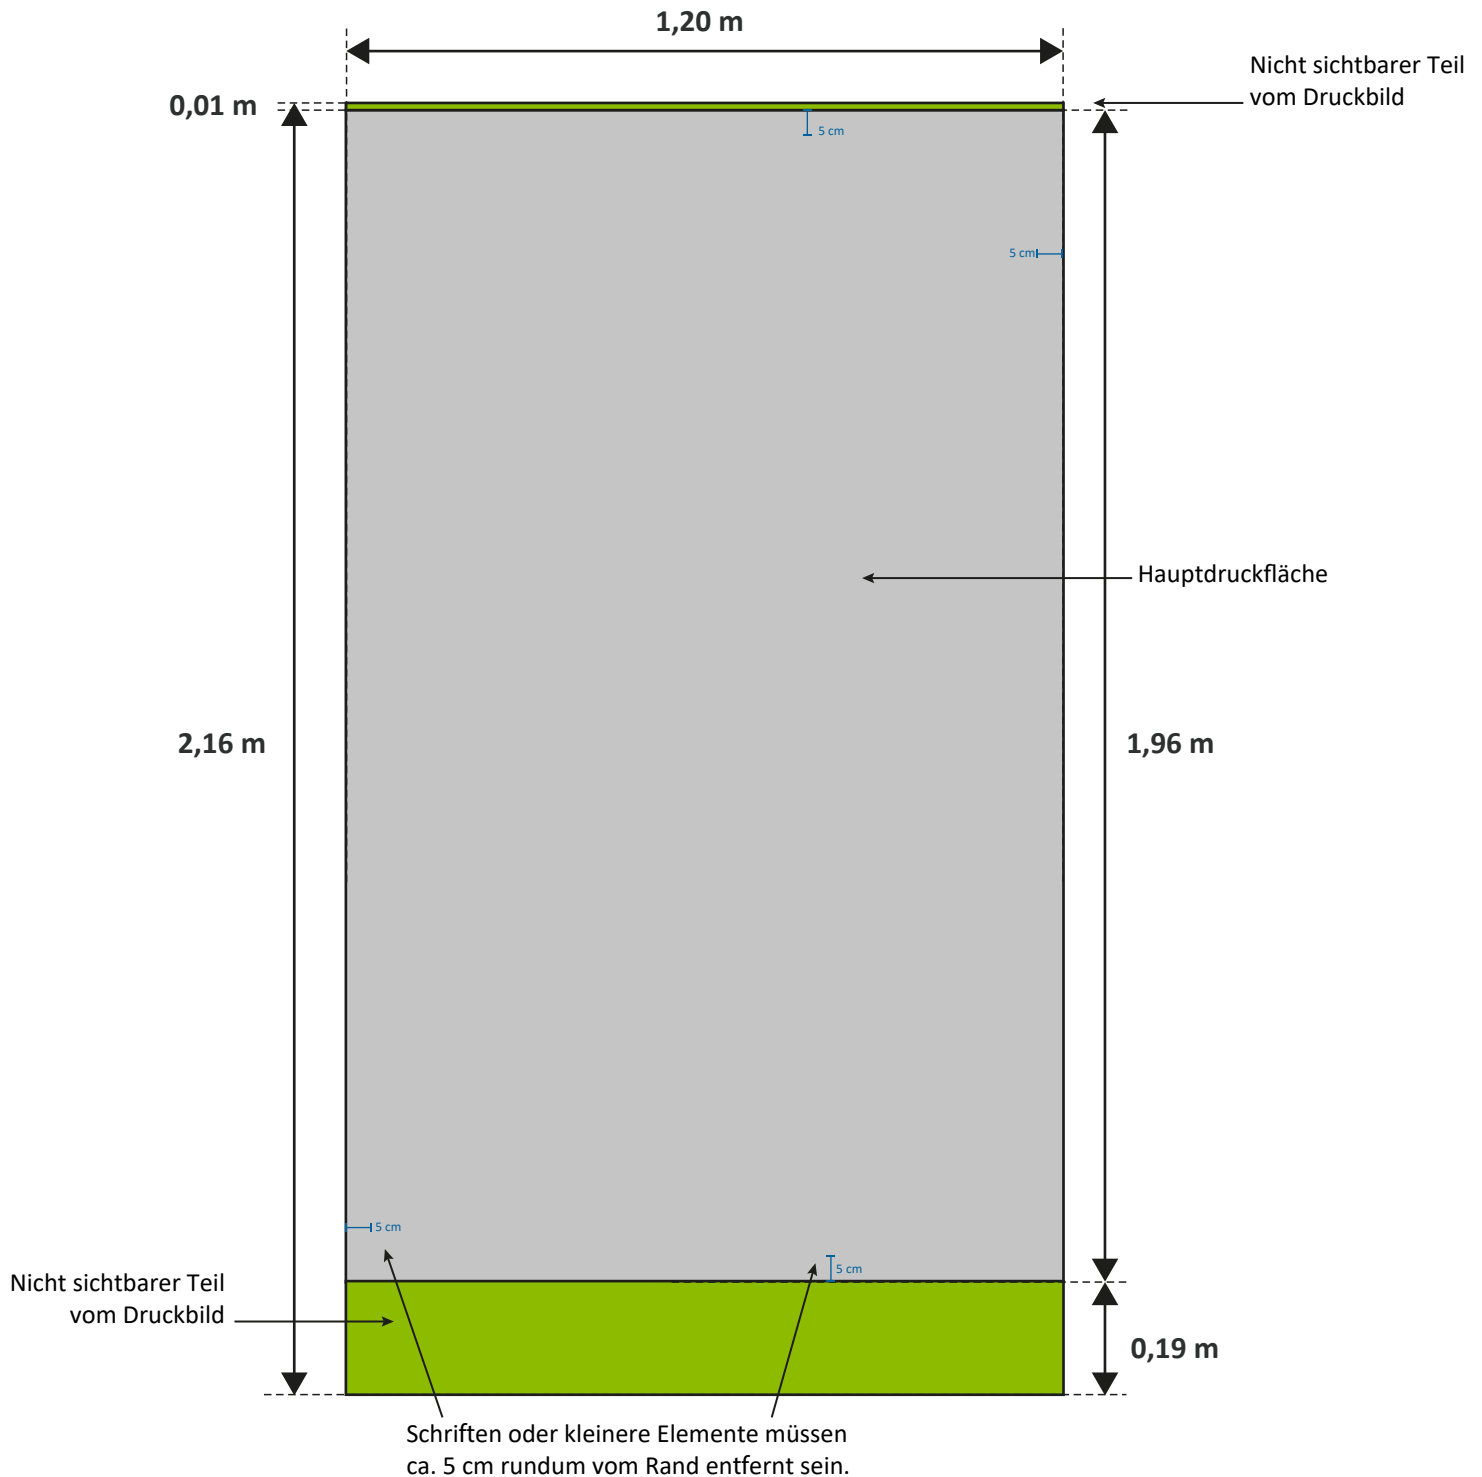 1,20 m
Nicht sichtbarer Teil
vom Druckbild
0,01 m
5 cm
5 cm
Hauptdruckfläche
2,16 m
1,96 m
5 cm
5 cm
Nicht sichtbarer Teil
vom Druckbild
0,19 m
Schriften oder kleinere Elemente müssen
ca. 5 cm rundum vom Rand entfernt sein.